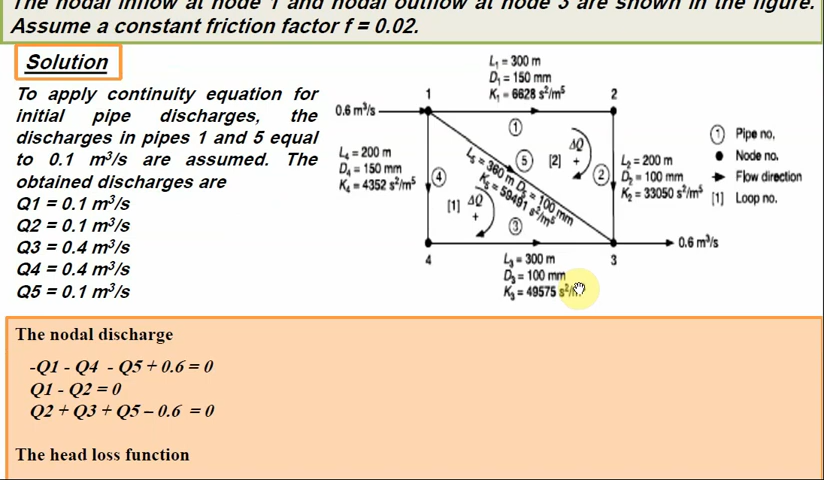 The nodal inflow at node 1 and nodal outflow at node 3 are shown in the figure.
Assume a constant friction factor f = 0.02.
Solution
To apply continuity equation for
initial pipe discharges, the
discharges in pipes 1 and 5 equal
to 0.1 m³/s are assumed. The
obtained discharges are
Q1 = 0.1 m³/s
Q2 = 0.1 m³/s
Q3 = 0.4 m³/s
Q4 = 0.4 m³/s
Q5 = 0.1 m³/s
L₁ = 300 m
D₁ = 150 mm
K₁ = 6628 s²/m⁵
1
2
0.6 m³/s
①
L₄ = 200 m
D₄ = 150 mm
K₄ = 4352 s²/m⁵
④
L₅ = 360 m D₅ = 100 mm
K₅ = 59491 s²/m⁵
⑤
[2]
ΔQ
+
②
L₂ = 200 m
D₂ = 100 mm
K₂ = 33050 s²/m⁵
[1]
ΔQ
+
③
4
3
0.6 m³/s
L₃ = 300 m
D₃ = 100 mm
K₃ = 49575 s²/
① Pipe no.
Node no.
Flow direction
[1] Loop no.
The nodal discharge
-Q1 - Q4 - Q5 + 0.6 = 0
Q1 - Q2 = 0
Q2 + Q3 + Q5 – 0.6 = 0
The head loss function